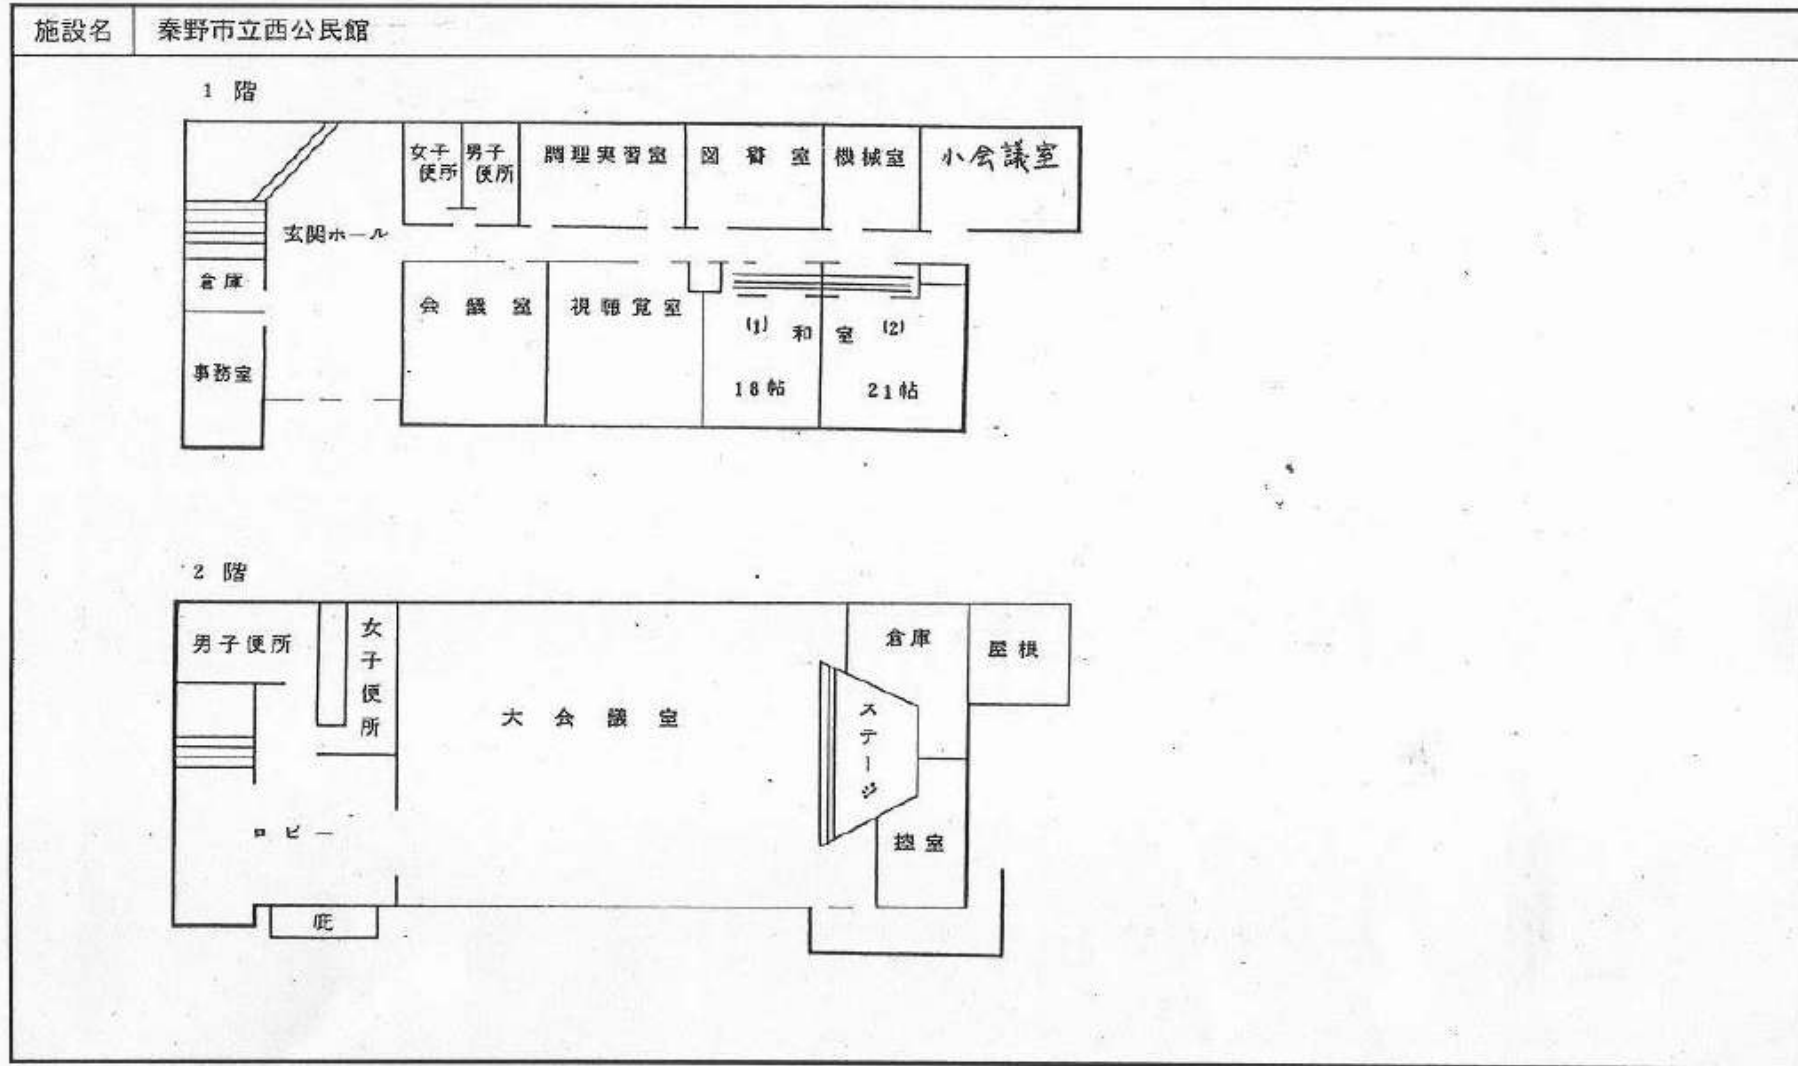 施設名 秦野市立西公民館
1 階
女子便所
男子便所
調理実習室
図書室
機械室
小会議室
玄関ホール
倉庫
事務室
会議室
視聴覚室
(1) 和室 (2)
18帖
21帖
2 階
男子便所
女子便所
大会議室
倉庫
屋根
ステージ
控室
ロビー
庇